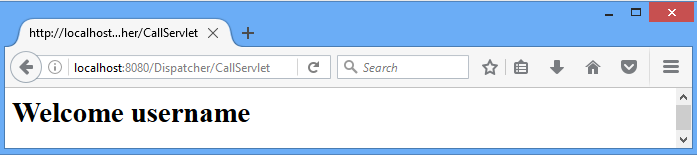 http://localhost...her/CallServlet
localhost:8080/Dispatcher/CallServlet
Search
Welcome username